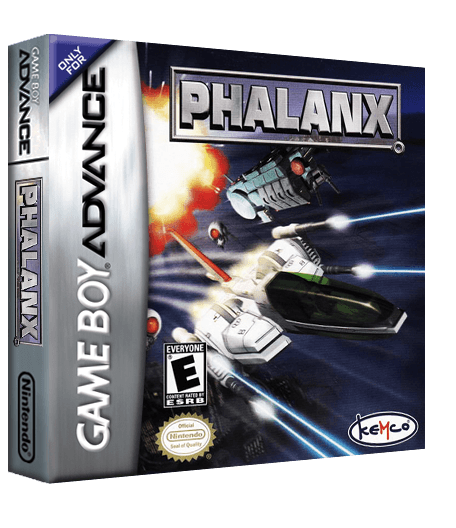 GAME BOY
ADVANCE
PHALANX
Nintendo
ONLY
FOR
GAME BOY ADVANCE
PHALANX
EVERYONE
E
CONTENT RATED BY
ESRB
Official
Nintendo
Seal of Quality
KEMCO